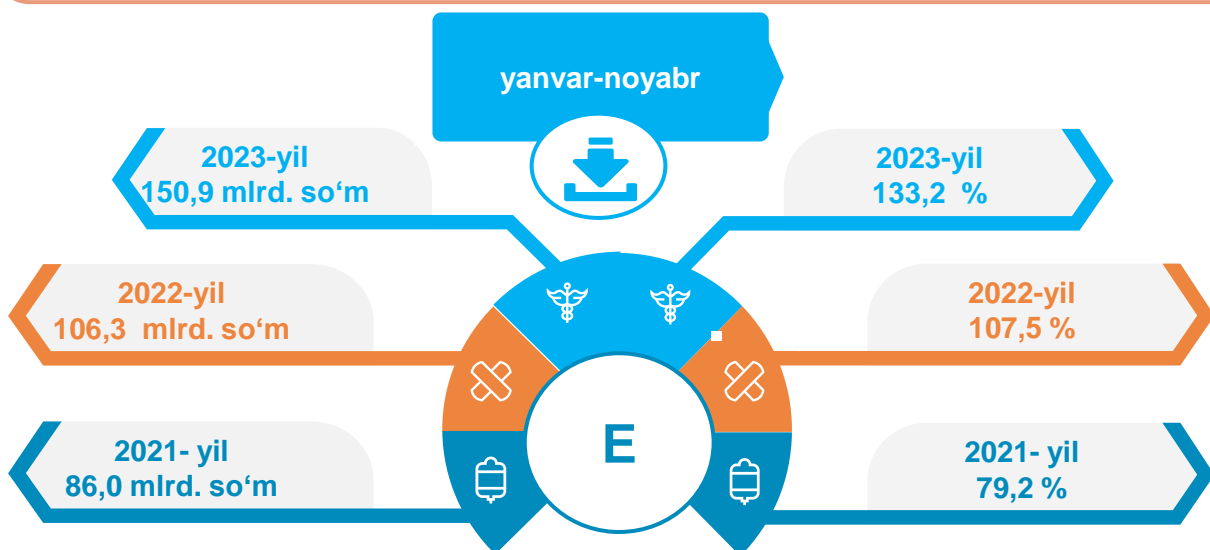 yanvar-noyabr
2023-yil
150,9 mlrd. so‘m
2023-yil
133,2 %
2022-yil
106,3 mlrd. so‘m
2022-yil
107,5 %
E
2021- yil
86,0 mlrd. so‘m
2021- yil
79,2 %